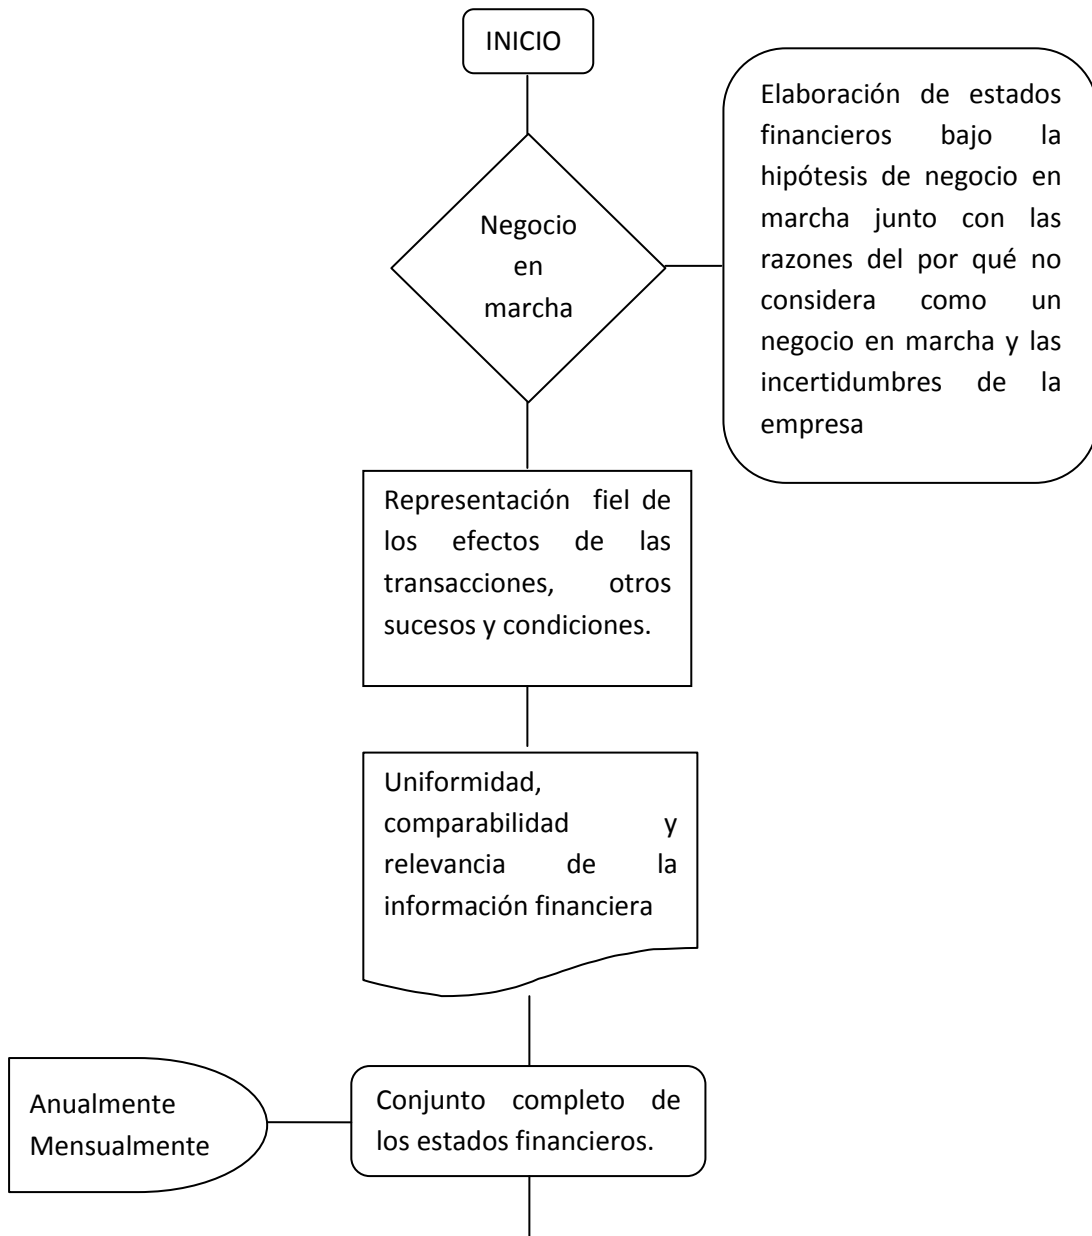 INICIO
Negocio
en
marcha
Elaboración de estados
financieros bajo la
hipótesis de negocio en
marcha junto con las
razones del por qué no
considera como un
negocio en marcha y las
incertidumbres de la
empresa
Representación fiel de
los efectos de las
transacciones, otros
sucesos y condiciones.
Uniformidad,
comparabilidad y
relevancia de la
información financiera
Anualmente
Mensualmente
Conjunto completo de
los estados financieros.